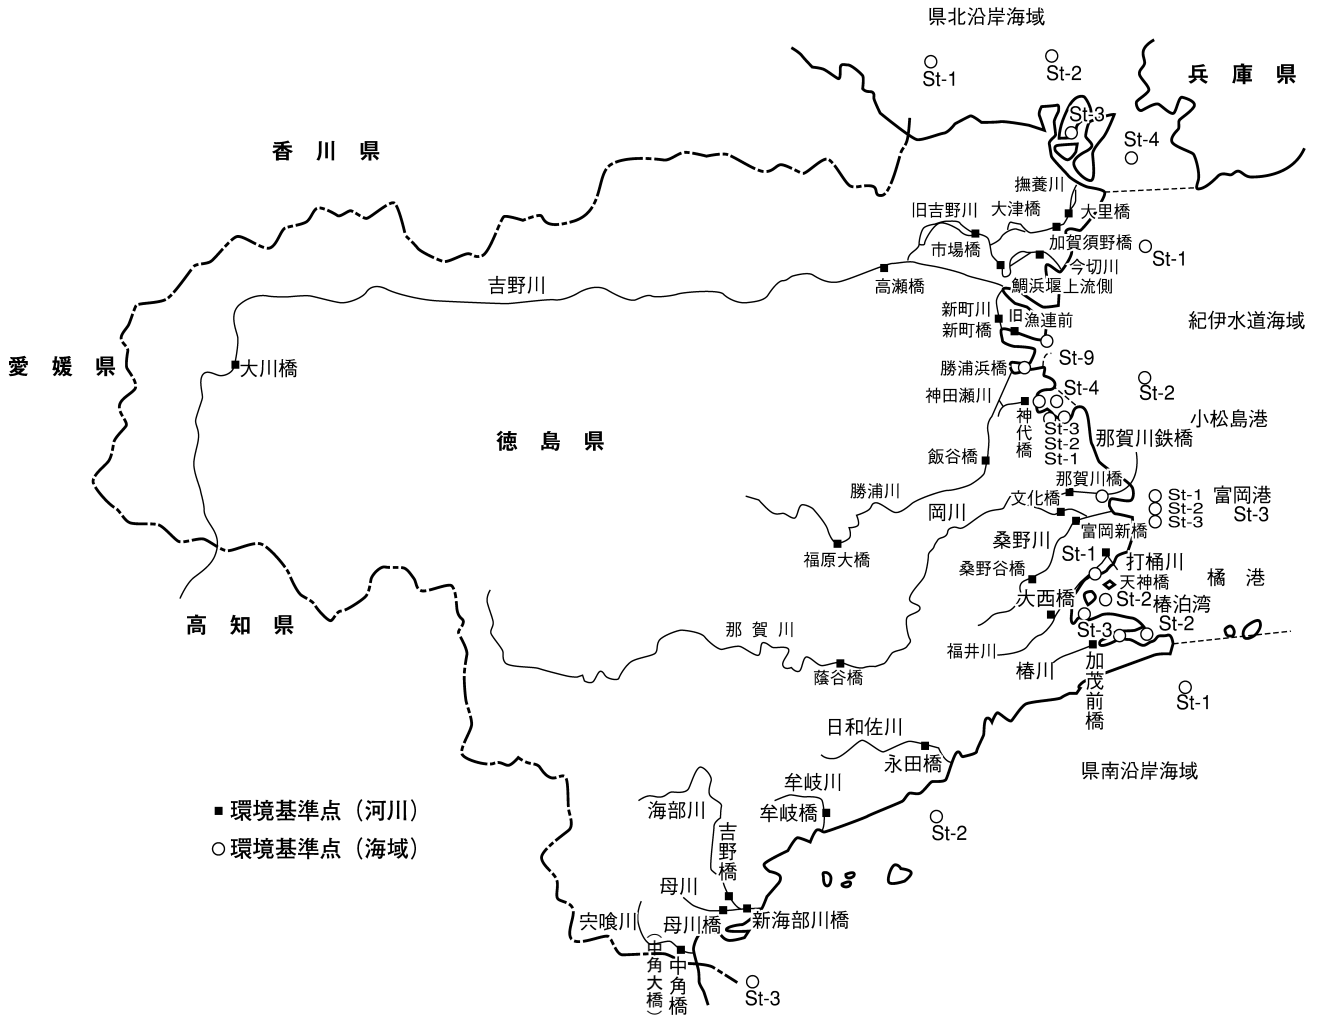 県北沿岸海域
St-1
St-2
兵 庫 県
St-3
St-4
香 川 県
撫養川
旧吉野川
大津橋
大里橋
市場橋
加賀須野橋
St-1
今切川
吉野川
高瀬橋
鯛浜堰上流側
新町川
旧漁連前
新町橋
紀伊水道海域
愛 媛 県
大川橋
勝浦浜橋
St-9
神田瀬川
St-4
St-2
神代橋
St-3
St-2
St-1
小松島港
那賀川鉄橋
徳 島 県
飯谷橋
那賀川橋
勝浦川
文化橋
St-1
St-2
St-3
富岡港
St-3
岡川
富岡新橋
桑野川
福原大橋
St-1
打桶川
桑野谷橋
天神橋
橘 港
大西橋
St-2
椿泊湾
高 知 県
那 賀 川
St-3
St-2
福井川
椿川
加茂前橋
蔭谷橋
St-1
日和佐川
永田橋
県南沿岸海域
牟岐川
海部川
牟岐橋
■ 環境基準点（河川）
○ 環境基準点（海域）
吉野橋
St-2
母川
宍喰川
母川橋
新海部川橋
（中角大橋）
中角橋
St-3